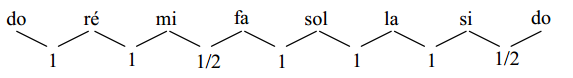 do ré mi fa sol la si do
1 1 1/2 1 1 1 1/2